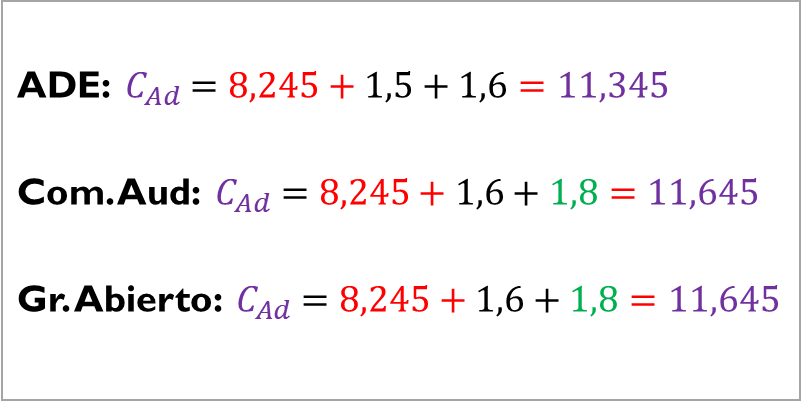 ADE: C_Ad = 8,245 + 1,5 + 1,6 = 11,345
Com.Aud: C_Ad = 8,245 + 1,6 + 1,8 = 11,645
Gr.Abierto: C_Ad = 8,245 + 1,6 + 1,8 = 11,645